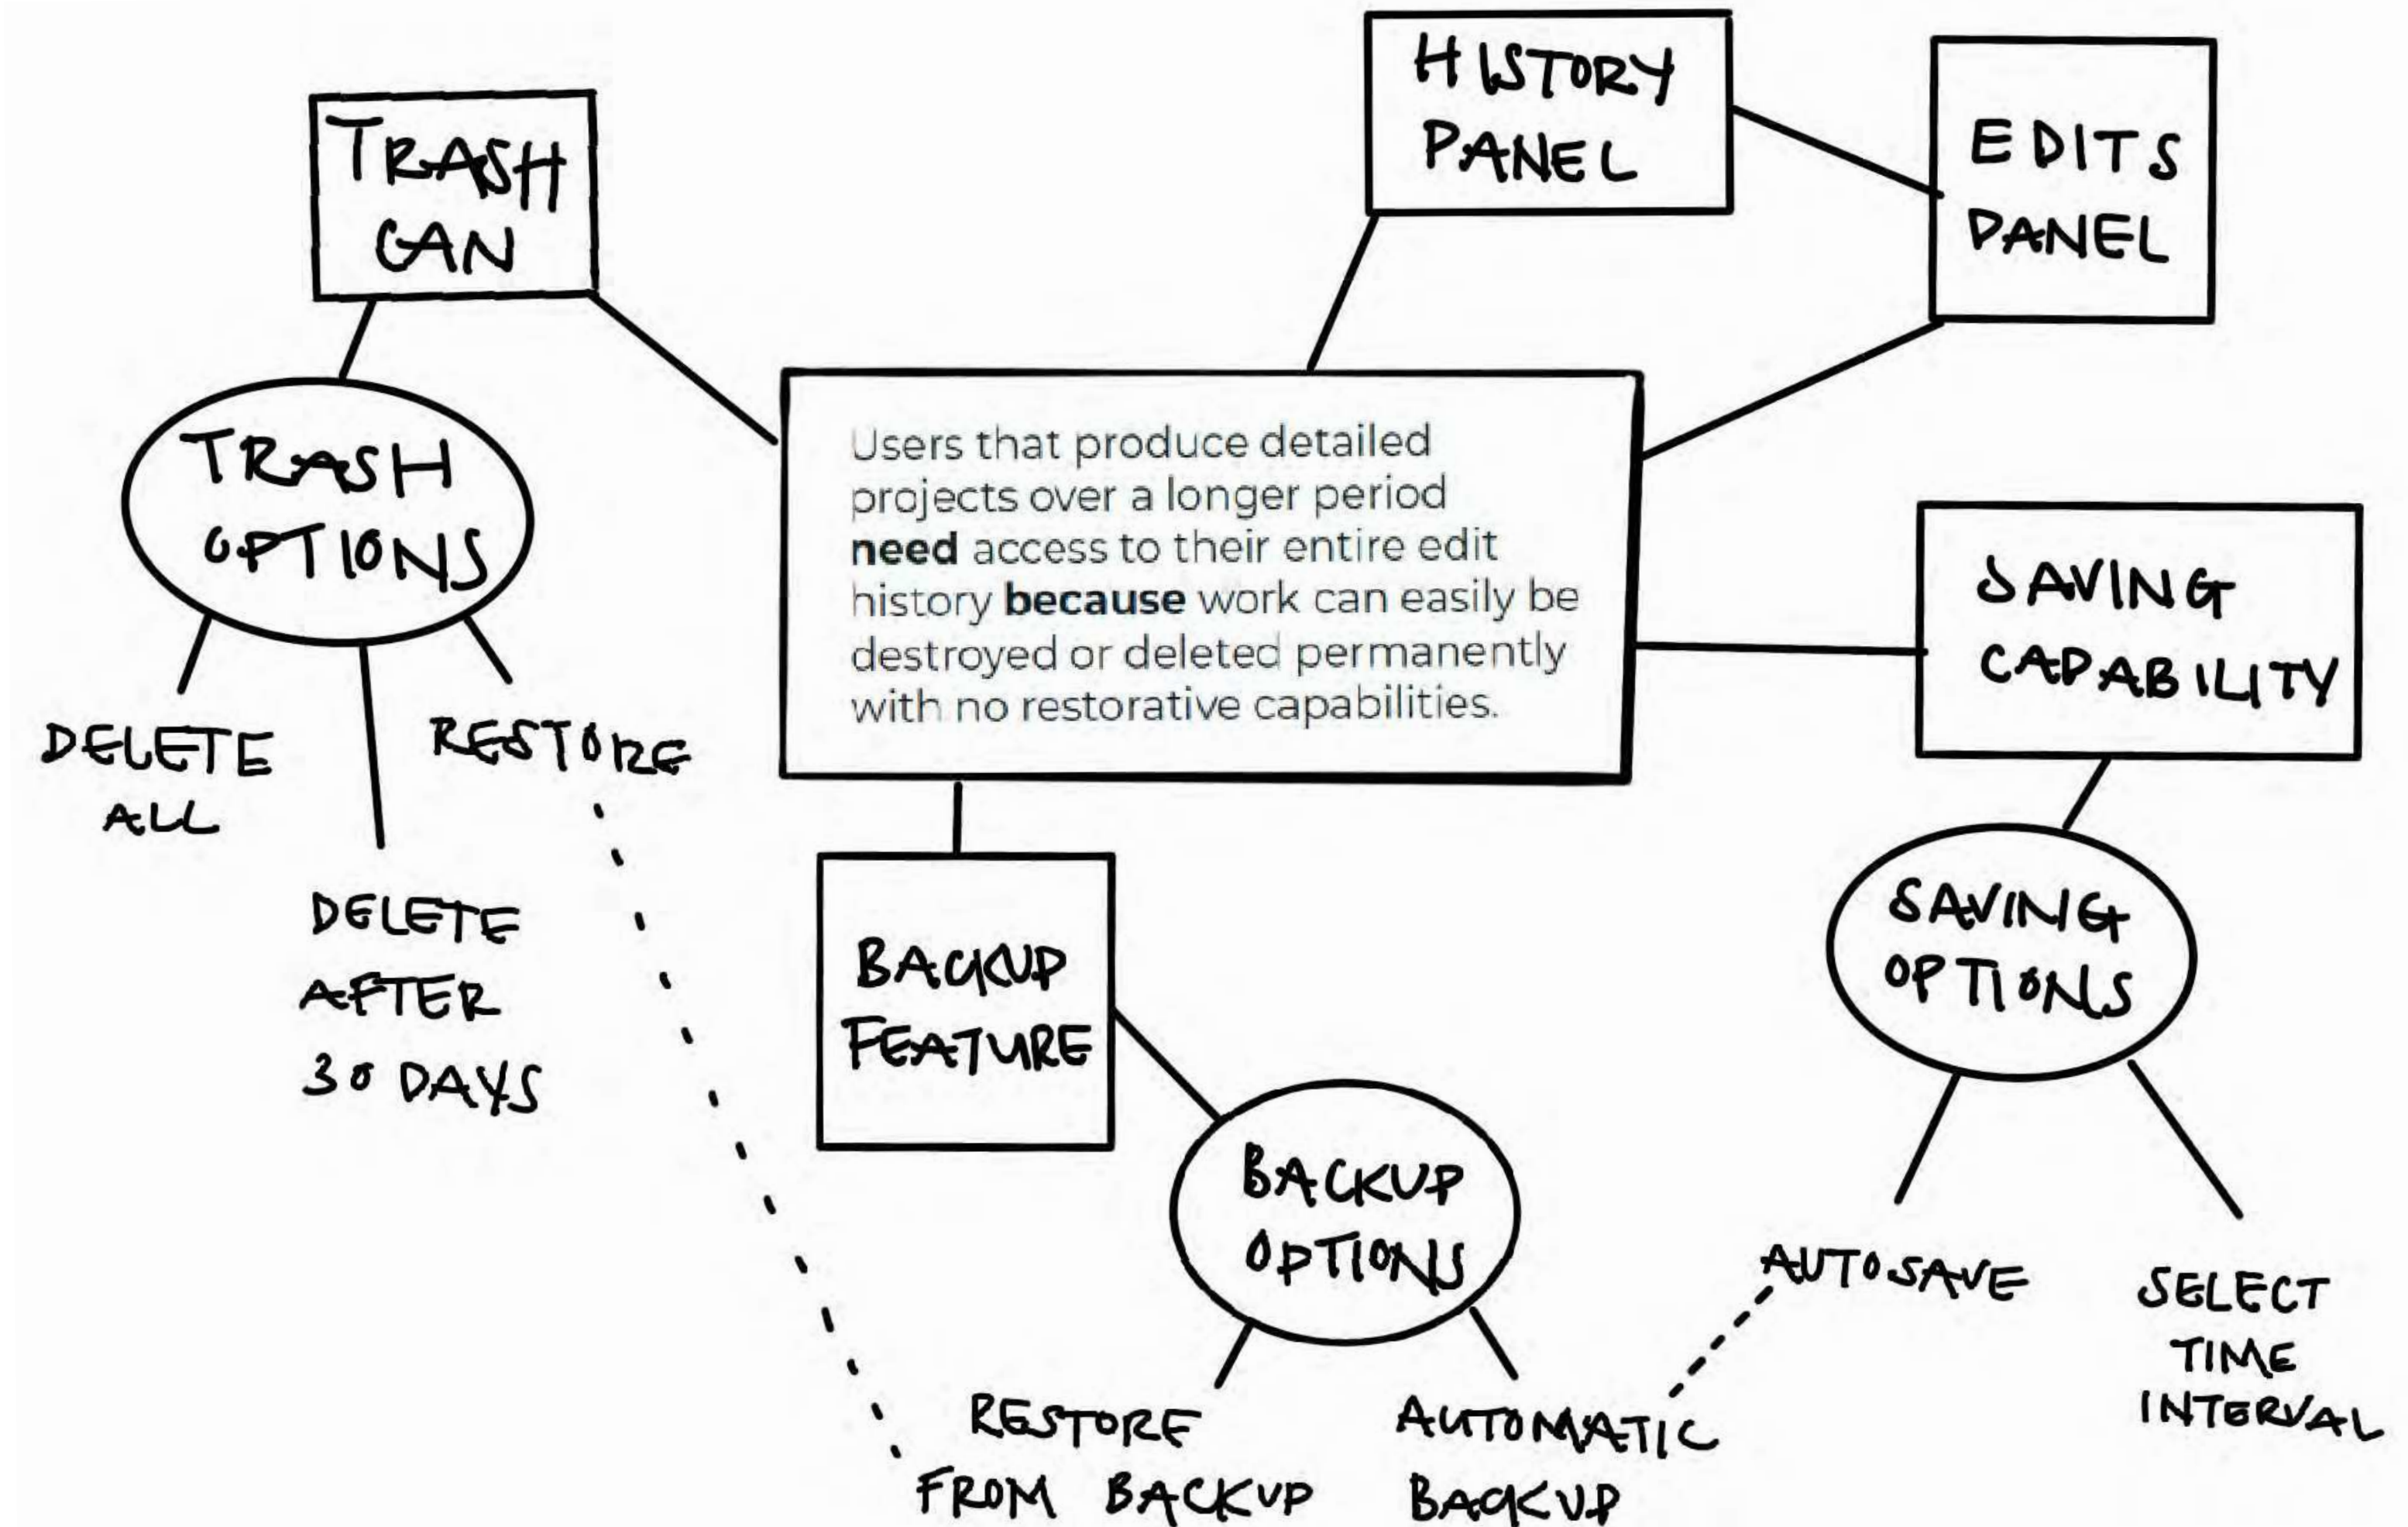 HISTORY
PANEL
EDITS
PANEL
TRASH
CAN
TRASH
OPTIONS
DELETE
ALL
DELETE
AFTER
30 DAYS
RESTORE
Users that produce detailed
projects over a longer period
need access to their entire edit
history because work can easily be
destroyed or deleted permanently
with no restorative capabilities.
SAVING
CAPABILITY
SAVING
OPTIONS
AUTOSAVE
SELECT
TIME
INTERVAL
BACKUP
FEATURE
BACKUP
OPTIONS
RESTORE
FROM BACKUP
AUTOMATIC
BACKUP